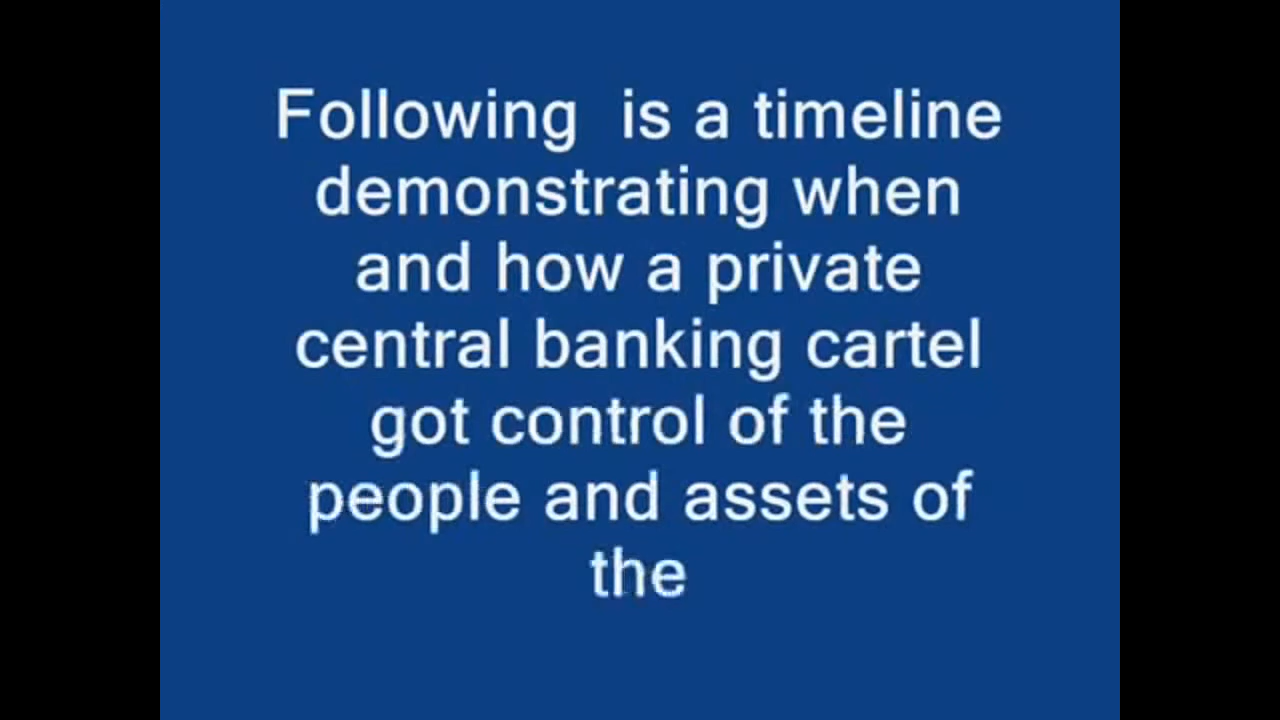 Following  is a timeline
demonstrating when
and how a private
central banking cartel
got control of the
people and assets of
the